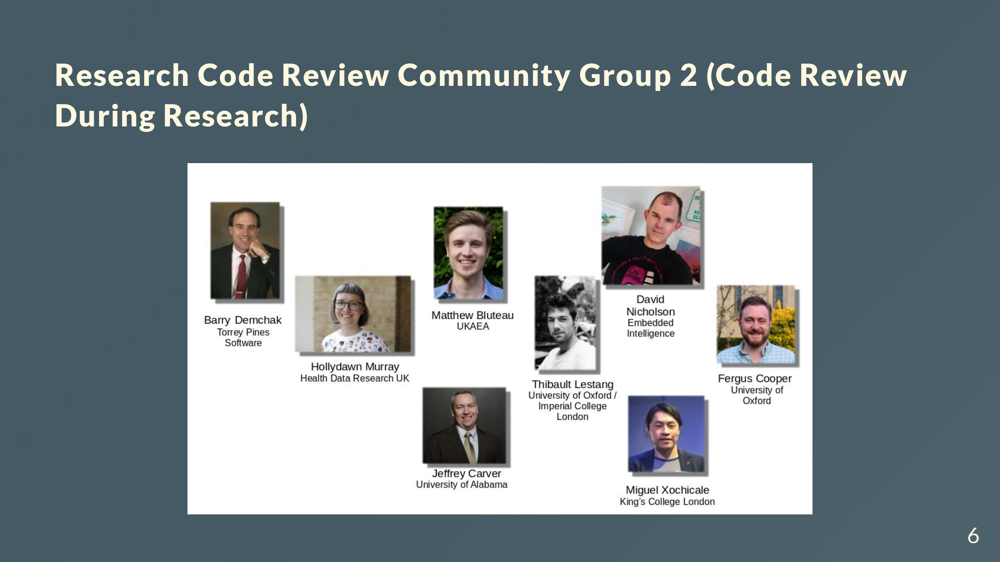 Research Code Review Community Group 2 (Code Review
During Research)
Barry Demchak
Torrey Pines
Software
Hollydawn Murray
Health Data Research UK
Matthew Bluteau
UKAEA
Jeffrey Carver
University of Alabama
Thibault Lestang
University of Oxford /
Imperial College
London
David
Nicholson
Embedded
Intelligence
Miguel Xochicale
King's College London
Fergus Cooper
University of
Oxford
US
RSE
6